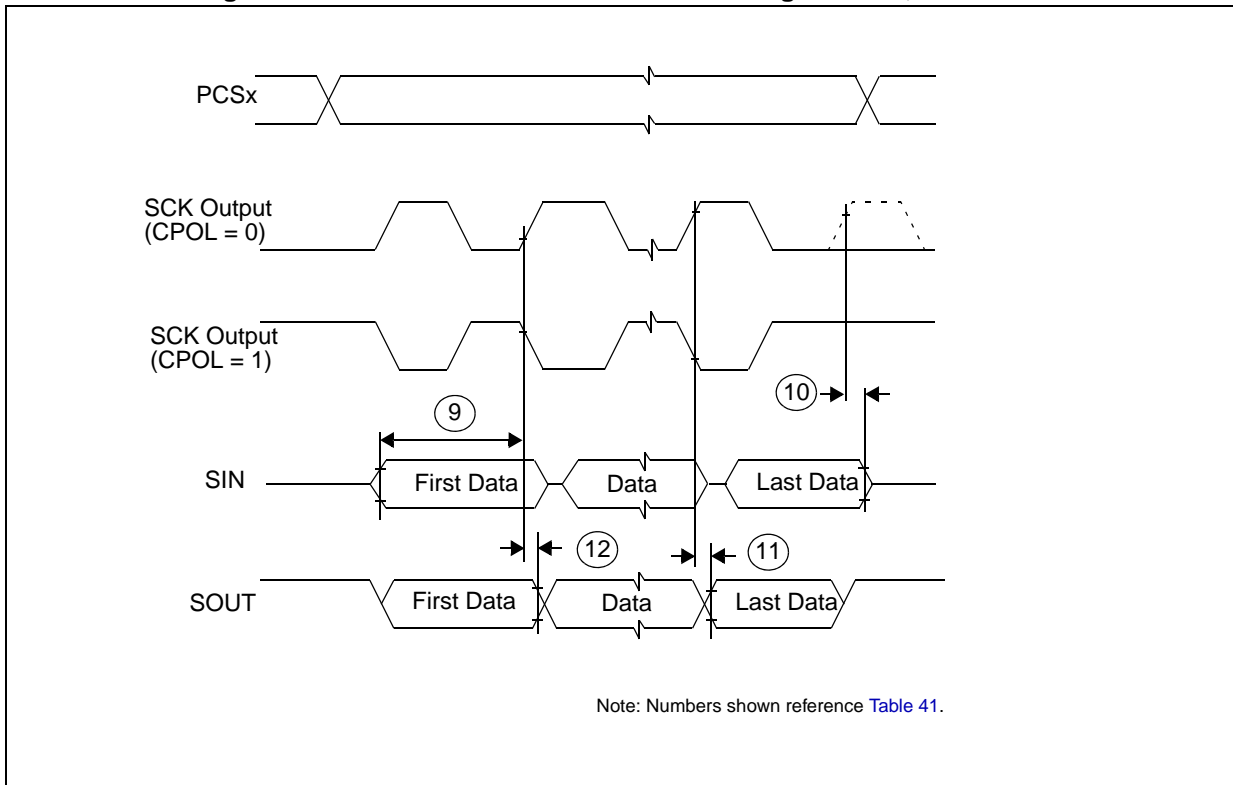 PCSx
SCK Output
(CPOL = 0)
SCK Output
(CPOL = 1)
10
9
SIN
First Data
Data
Last Data
12
11
SOUT
First Data
Data
Last Data
Note: Numbers shown reference Table 41.